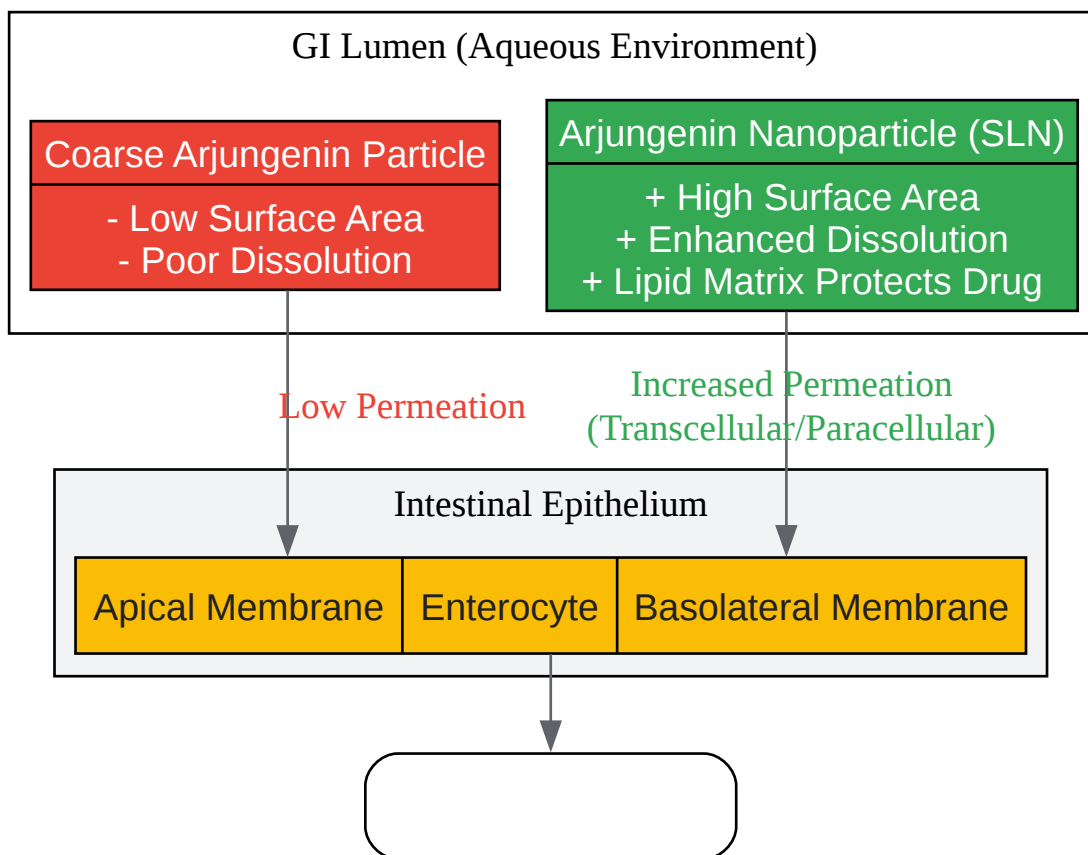 GI Lumen (Aqueous Environment)
Coarse Arjungenin Particle
- Low Surface Area
- Poor Dissolution
Arjungenin Nanoparticle (SLN)
+ High Surface Area
+ Enhanced Dissolution
+ Lipid Matrix Protects Drug
Low Permeation
Increased Permeation
(Transcellular/Paracellular)
Intestinal Epithelium
Apical Membrane
Enterocyte
Basolateral Membrane